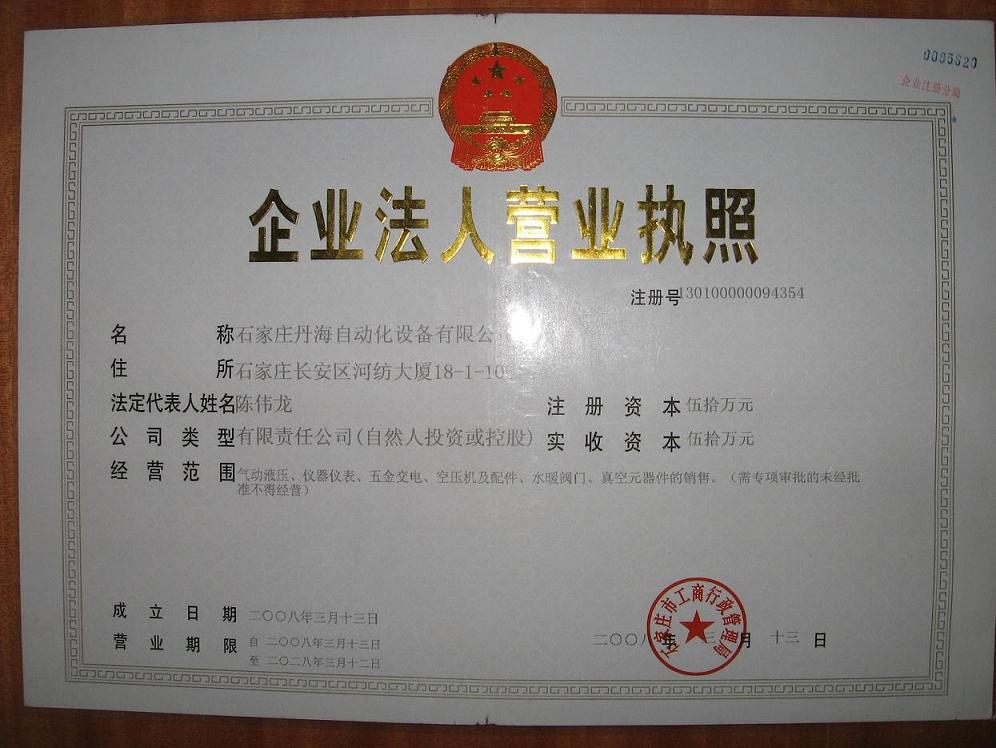 0005620
企业注册分局
企业法人营业执照
注册号130100000094354
名称 石家庄丹海自动化设备有限公
住所 石家庄长安区河纺大厦18-1-10
法定代表人姓名 陈伟龙
注册资本 伍拾万元
公司类型 有限责任公司(自然人投资或控股)
实收资本 伍拾万元
经营范围 气动液压、仪器仪表、五金交电、空压机及配件、水暖阀门、真空元器件的销售。(需专项审批的未经批
准不得经营)
成立日期 二〇〇八年三月十三日
营业期限 自 二〇〇八年三月十三日
至 二〇二八年三月十二日
石家庄市工商行政管理局
二〇〇八年三月十三日